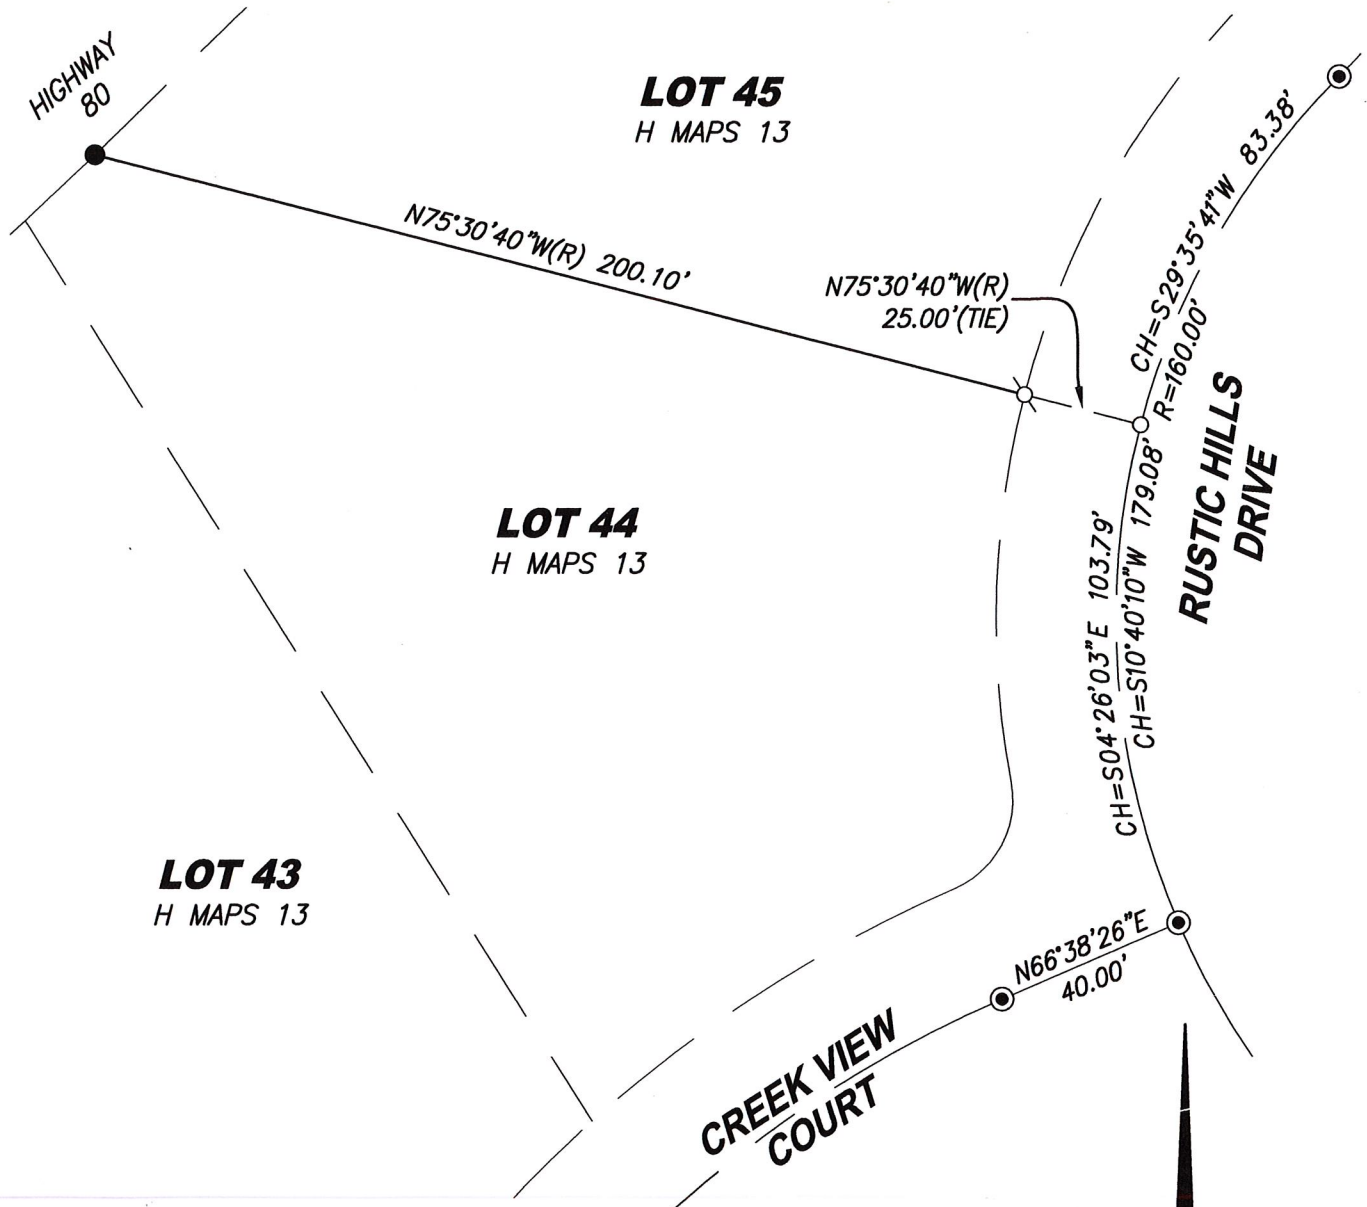 HIGHWAY
80
LOT 45
H MAPS 13
N75°30'40"W(R) 200.10'
N75°30'40"W(R)
25.00'(TIE)
CH=S29°35'41"W 83.38'
R=160.00'
RUSTIC HILLS
DRIVE
LOT 44
H MAPS 13
CH=S04°26'03"E 103.79'
CH=S10°40'10"W 179.08'
LOT 43
H MAPS 13
N66°38'26"E
40.00'
CREEK VIEW
COURT